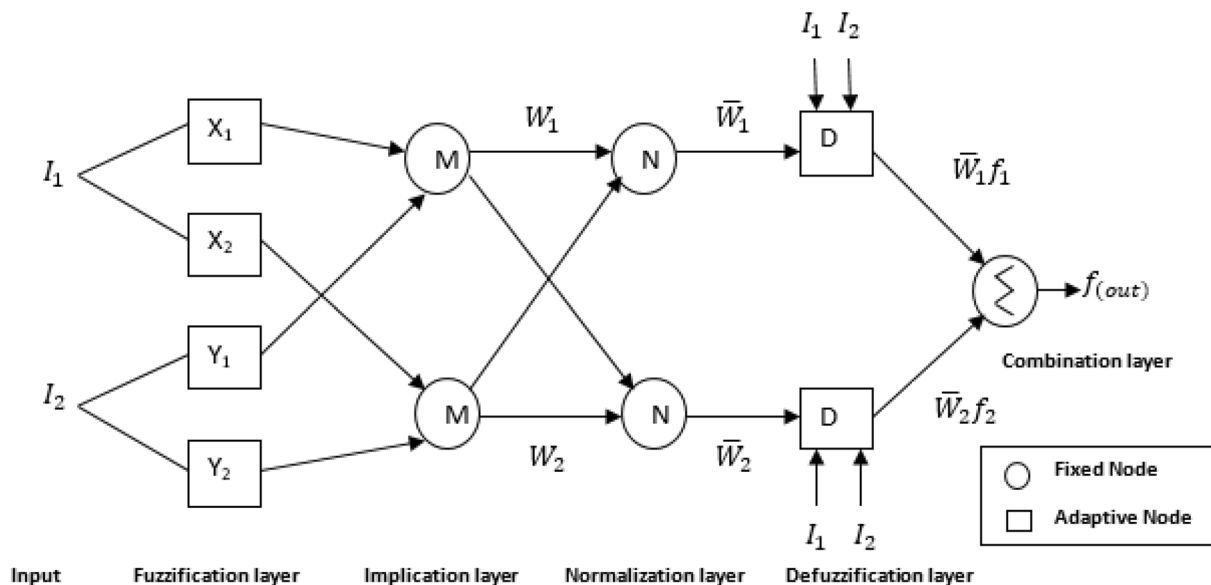 I₁ I₂
X₁
M
W₁
N
W̄₁
D
W̄₁f₁
I₁
X₂
f₍out₎
Combination layer
Y₁
I₂
M
W₂
N
W̄₂
D
W̄₂f₂
Y₂
I₁ I₂
Fixed Node
Adaptive Node
Input Fuzzification layer Implication layer Normalization layer Defuzzification layer